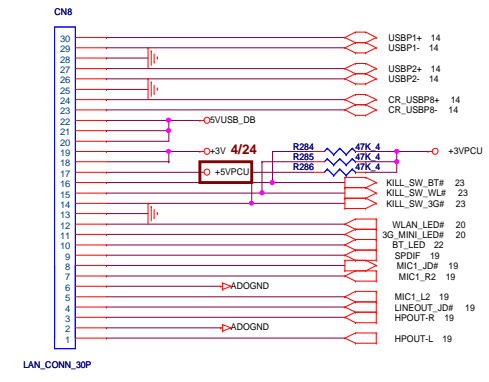 CN8
30 USBP1+ 14
29 USBP1- 14
28
27 USBP2+ 14
26 USBP2- 14
25
24 CR_USBP8+ 14
23 CR_USBP8- 14
22 5VUSB_DB
21
20
19 +3V 4/24 R284 47K_4 +3VPCU
18 R285 47K_4
17 +5VPCU R286 47K_4
16 KILL_SW_BT# 23
15 KILL_SW_WL# 23
14 KILL_SW_3G# 23
13
12 WLAN_LED# 20
11 3G_MINI_LED# 20
10 BT_LED 22
9 SPDIF 19
8 MIC1_JD# 19
7 MIC1_R2 19
6 ADOGND
5 MIC1_L2 19
4 LINEOUT_JD# 19
3 HPOUT-R 19
2 ADOGND
1 HPOUT-L 19
LAN_CONN_30P